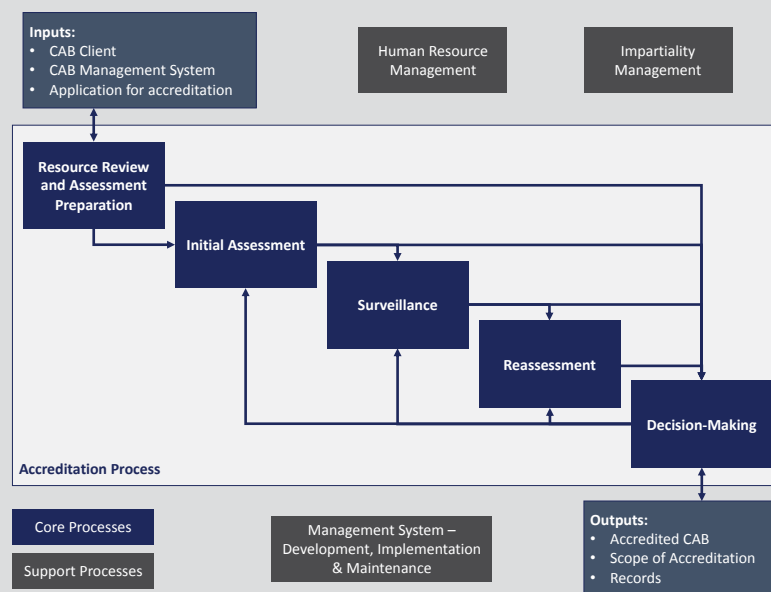 Inputs:
• CAB Client
• CAB Management System
• Application for accreditation
Human Resource
Management
Impartiality
Management
Resource Review
and Assessment
Preparation
Initial Assessment
Surveillance
Reassessment
Decision-Making
Accreditation Process
Core Processes
Support Processes
Management System –
Development, Implementation
& Maintenance
Outputs:
• Accredited CAB
• Scope of Accreditation
• Records